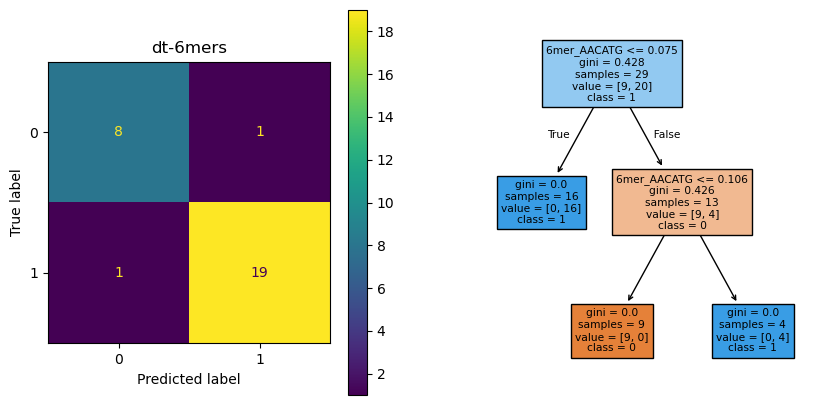 dt-6mers
True label
0
1
8
1
1
19
0
1
Predicted label
18
16
14
12
10
8
6
4
2
6mer_AACATG <= 0.075
gini = 0.428
samples = 29
value = [9, 20]
class = 1
True
False
gini = 0.0
samples = 16
value = [0, 16]
class = 1
6mer_AACATG <= 0.106
gini = 0.426
samples = 13
value = [9, 4]
class = 0
gini = 0.0
samples = 9
value = [9, 0]
class = 0
gini = 0.0
samples = 4
value = [0, 4]
class = 1